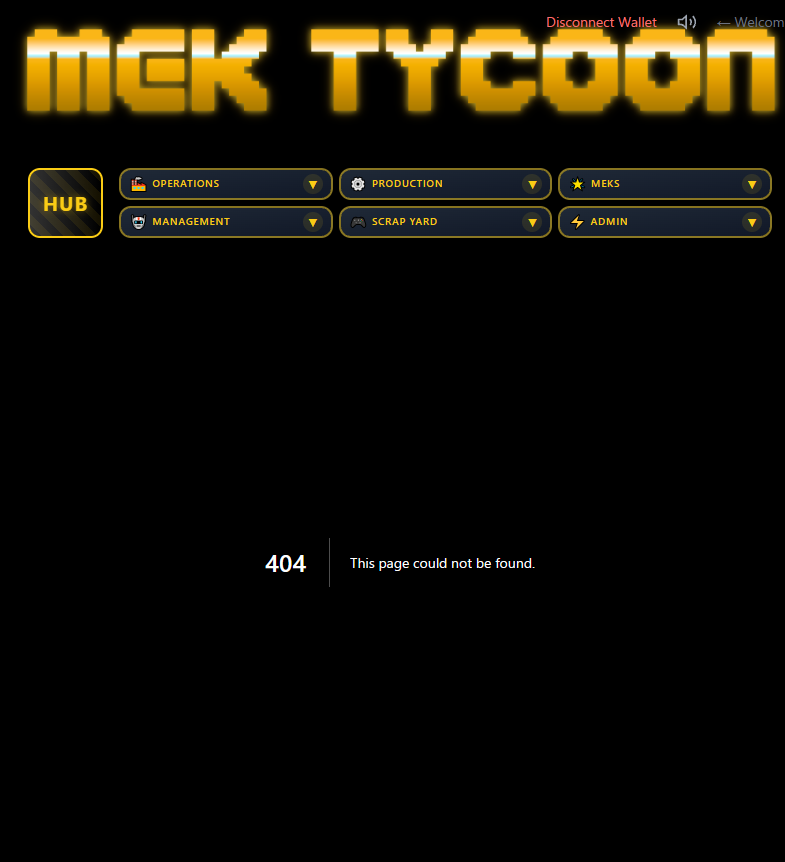 Disconnect Wallet ← Welcom
MEK TYCOON
HUB
OPERATIONS ▼ PRODUCTION ▼ MEKS ▼
MANAGEMENT ▼ SCRAP YARD ▼ ADMIN ▼
404 This page could not be found.